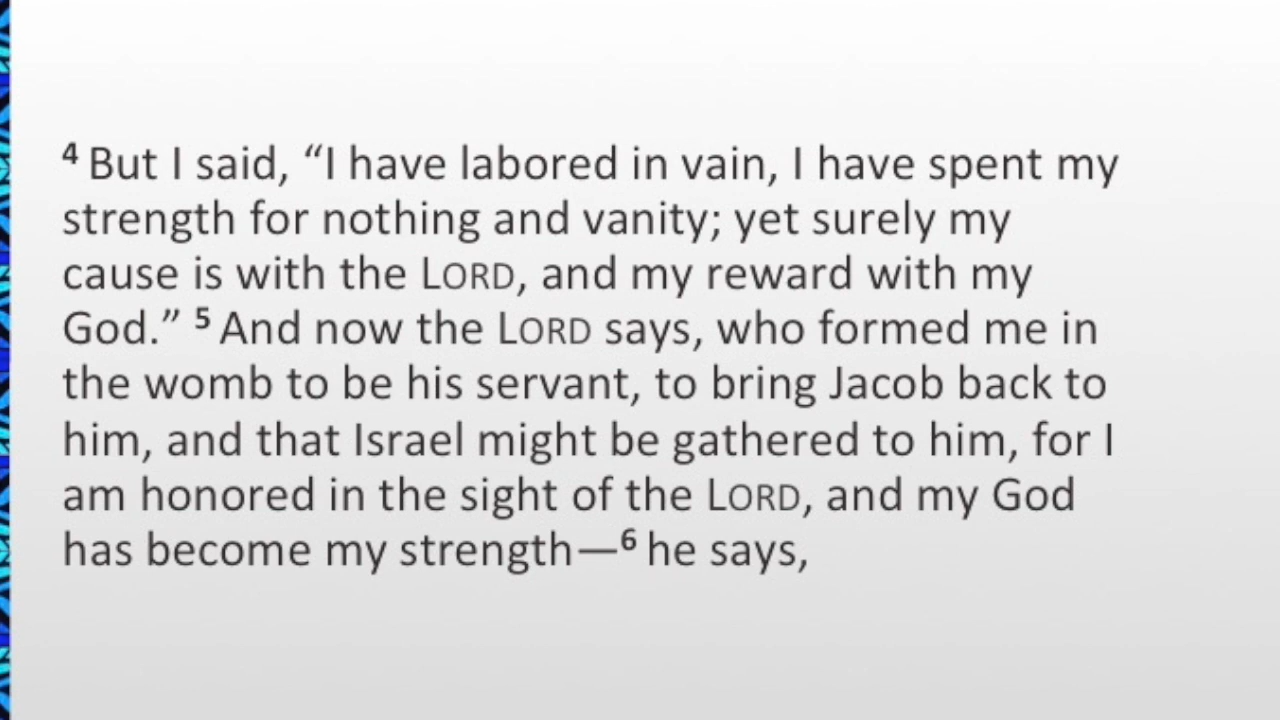 4 But I said, “I have labored in vain, I have spent my
strength for nothing and vanity; yet surely my
cause is with the LORD, and my reward with my
God.” 5 And now the LORD says, who formed me in
the womb to be his servant, to bring Jacob back to
him, and that Israel might be gathered to him, for I
am honored in the sight of the LORD, and my God
has become my strength—6 he says,